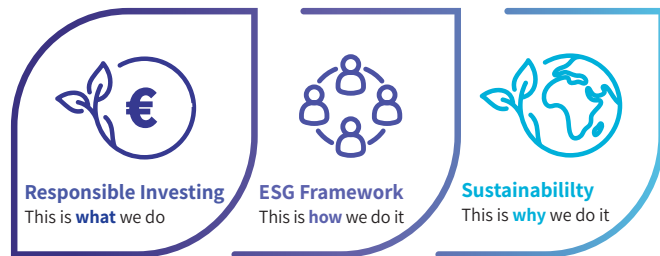 €
Responsible Investing
This is what we do
ESG Framework
This is how we do it
Sustainabililty
This is why we do it